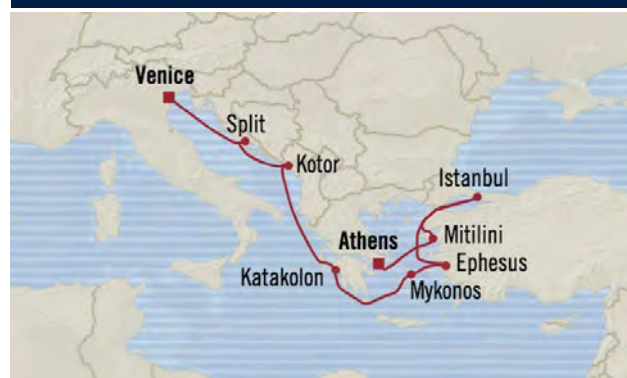 Venice
Split
Kotor
Istanbul
Athens
Mitilini
Ephesus
Katakolon
Mykonos